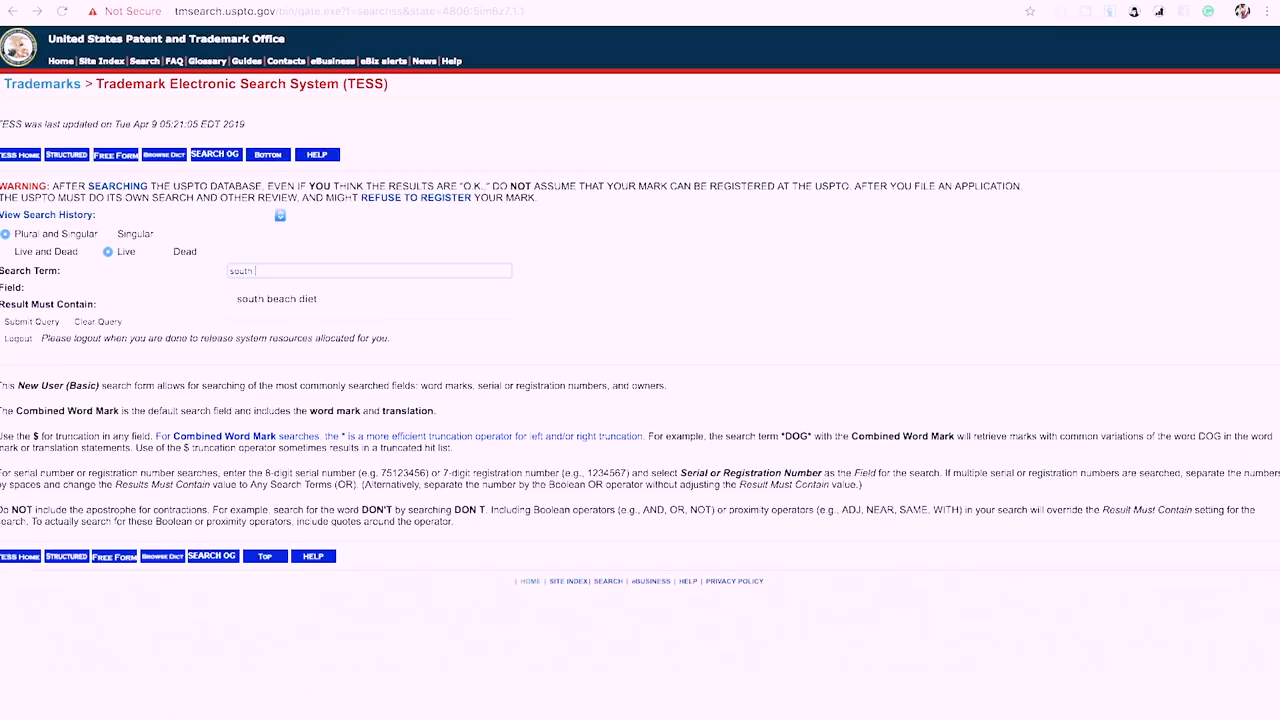 Not Secure tmsearch.uspto.gov/bin/gate.exe?f=searchss&state=4806:5im6z7.1.1
United States Patent and Trademark Office
Home | Site Index | Search | FAQ | Glossary | Guides | Contacts | eBusiness | eBiz alerts | News | Help
Trademarks > Trademark Electronic Search System (TESS)
TESS was last updated on Tue Apr 9 05:21:05 EDT 2019
TESS HOME STRUCTURED FREE FORM BROWSE DICT SEARCH OG BOTTOM HELP
WARNING: AFTER SEARCHING THE USPTO DATABASE, EVEN IF YOU THINK THE RESULTS ARE "O.K.," DO NOT ASSUME THAT YOUR MARK CAN BE REGISTERED AT THE USPTO. AFTER YOU FILE AN APPLICATION,
THE USPTO MUST DO ITS OWN SEARCH AND OTHER REVIEW, AND MIGHT REFUSE TO REGISTER YOUR MARK.
View Search History:
Plural and Singular Singular
Live and Dead Live Dead
Search Term: south
Field:
south beach diet
Result Must Contain:
Submit Query Clear Query
Logout Please logout when you are done to release system resources allocated for you.
This New User (Basic) search form allows for searching of the most commonly searched fields: word marks, serial or registration numbers, and owners.
The Combined Word Mark is the default search field and includes the word mark and translation.
Use the $ for truncation in any field. For Combined Word Mark searches, the * is a more efficient truncation operator for left and/or right truncation. For example, the search term *DOG* with the Combined Word Mark will retrieve marks with common variations of the word DOG in the word
mark or translation statements. Use of the $ truncation operator sometimes results in a truncated hit list.
For serial number or registration number searches, enter the 8-digit serial number (e.g. 75123456) or 7-digit registration number (e.g., 1234567) and select Serial or Registration Number as the Field for the search. If multiple serial or registration numbers are searched, separate the numbers
by spaces and change the Results Must Contain value to Any Search Terms (OR). (Alternatively, separate the number by the Boolean OR operator without adjusting the Result Must Contain value.)
Do NOT include the apostrophe for contractions. For example, search for the word DON'T by searching DON T. Including Boolean operators (e.g., AND, OR, NOT) or proximity operators (e.g., ADJ, NEAR, SAME, WITH) in your search will override the Result Must Contain setting for the
search. To actually search for these Boolean or proximity operators, include quotes around the operator.
TESS HOME STRUCTURED FREE FORM BROWSE DICT SEARCH OG TOP HELP
| HOME | SITE INDEX | SEARCH | eBUSINESS | HELP | PRIVACY POLICY